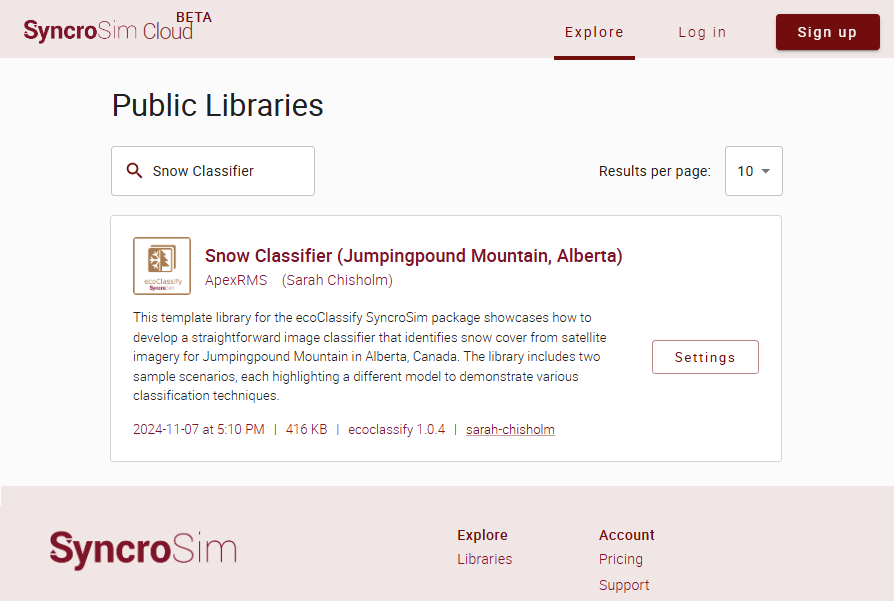 SyncroSim Cloud BETA
Explore
Log in
Sign up
Public Libraries
Snow Classifier
Results per page:
10
ecoClassify
SyncroSim
Snow Classifier (Jumpingpound Mountain, Alberta)
ApexRMS (Sarah Chisholm)
This template library for the ecoClassify SyncroSim package showcases how to
develop a straightforward image classifier that identifies snow cover from satellite
imagery for Jumpingpound Mountain in Alberta, Canada. The library includes two
sample scenarios, each highlighting a different model to demonstrate various
classification techniques.
Settings
2024-11-07 at 5:10 PM | 416 KB | ecoclassify 1.0.4 | sarah-chisholm
SyncroSim
Explore
Libraries
Account
Pricing
Support